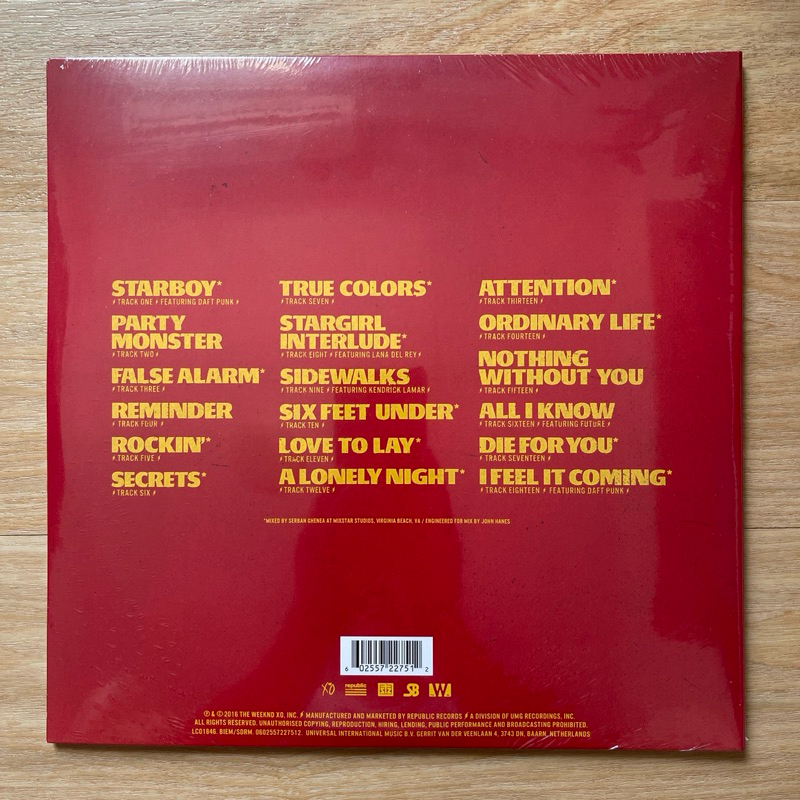 STARBOY*
⚡TRACK ONE⚡FEATURING DAFT PUNK⚡
PARTY
MONSTER
⚡TRACK TWO⚡
FALSE ALARM*
⚡TRACK THREE⚡
REMINDER
⚡TRACK FOUR⚡
ROCKIN'*
⚡TRACK FIVE⚡
SECRETS*
⚡TRACK SIX⚡
TRUE COLORS*
⚡TRACK SEVEN⚡
STARGIRL
INTERLUDE*
⚡TRACK EIGHT⚡FEATURING LANA DEL REY⚡
SIDEWALKS
⚡TRACK NINE⚡FEATURING KENDRICK LAMAR⚡
SIX FEET UNDER*
⚡TRACK TEN⚡
LOVE TO LAY*
⚡TRACK ELEVEN⚡
A LONELY NIGHT*
⚡TRACK TWELVE⚡
ATTENTION*
⚡TRACK THIRTEEN⚡
ORDINARY LIFE*
⚡TRACK FOURTEEN⚡
NOTHING
WITHOUT YOU
⚡TRACK FIFTEEN⚡
ALL I KNOW
⚡TRACK SIXTEEN⚡FEATURING FUTURE⚡
DIE FOR YOU*
⚡TRACK SEVENTEEN⚡
I FEEL IT COMING*
⚡TRACK EIGHTEEN⚡FEATURING DAFT PUNK⚡
*MIXED BY SERBAN GHENEA AT MIXSTAR STUDIOS, VIRGINIA BEACH, VA / ENGINEERED FOR MIX BY JOHN HANES
6 02557 22751 2
XO republic SB W
℗ & © 2016 THE WEEKND XO, INC. ⚡ MANUFACTURED AND MARKETED BY REPUBLIC RECORDS ⚡ A DIVISION OF UMG RECORDINGS, INC.
ALL RIGHTS RESERVED. UNAUTHORISED COPYING, REPRODUCTION, HIRING, LENDING, PUBLIC PERFORMANCE AND BROADCASTING PROHIBITED.
LC01846. BIEM/SDRM. 0602557227512. UNIVERSAL INTERNATIONAL MUSIC B.V. GERRIT VAN DER VEENLAAN 4, 3743 DN, BAARN, NETHERLANDS